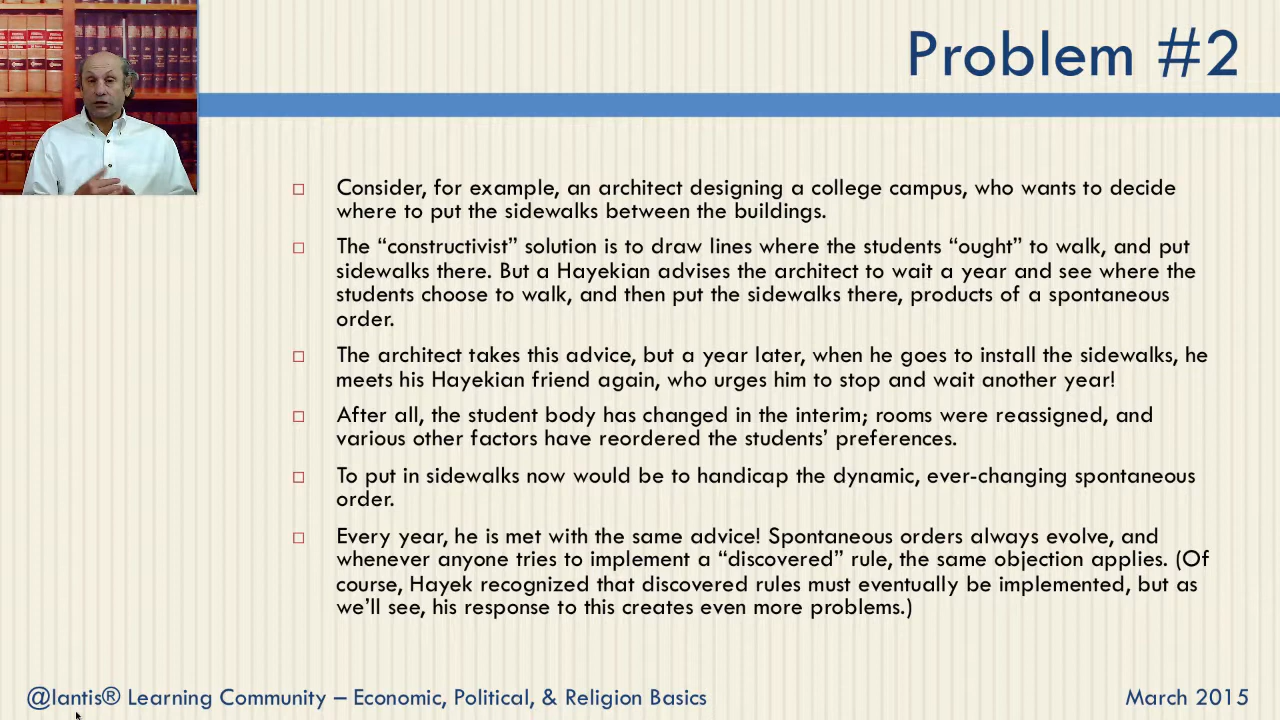 Problem #2
□ Consider, for example, an architect designing a college campus, who wants to decide
where to put the sidewalks between the buildings.
□ The “constructivist” solution is to draw lines where the students “ought” to walk, and put
sidewalks there. But a Hayekian advises the architect to wait a year and see where the
students choose to walk, and then put the sidewalks there, products of a spontaneous
order.
□ The architect takes this advice, but a year later, when he goes to install the sidewalks, he
meets his Hayekian friend again, who urges him to stop and wait another year!
□ After all, the student body has changed in the interim; rooms were reassigned, and
various other factors have reordered the students’ preferences.
□ To put in sidewalks now would be to handicap the dynamic, ever-changing spontaneous
order.
□ Every year, he is met with the same advice! Spontaneous orders always evolve, and
whenever anyone tries to implement a “discovered” rule, the same objection applies. (Of
course, Hayek recognized that discovered rules must eventually be implemented, but as
we’ll see, his response to this creates even more problems.)
@lantis® Learning Community – Economic, Political, & Religion Basics
March 2015